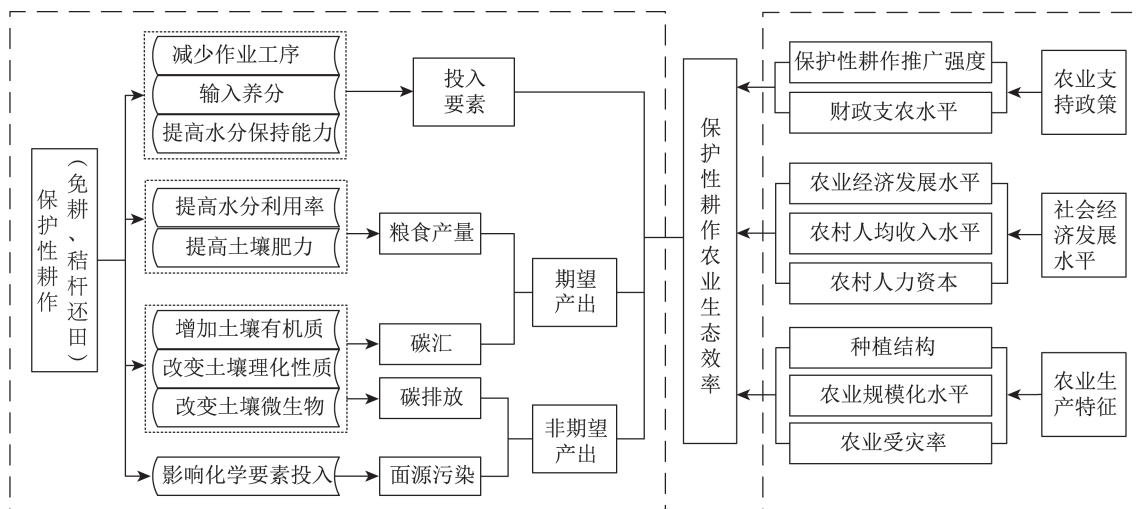 保护性耕作
（免耕、秸杆还田）
减少作业工序
输入养分
提高水分保持能力
投入
要素
提高水分利用率
提高土壤肥力
粮食产量
增加土壤有机质
改变土壤理化性质
改变土壤微生物
碳汇
碳排放
影响化学要素投入
面源污染
期望
产出
非期望
产出
保护性耕作农业生态效率
保护性耕作推广强度
财政支农水平
农业支
持政策
农业经济发展水平
农村人均收入水平
农村人力资本
社会经
济发展
水平
种植结构
农业规模化水平
农业受灾率
农业生
产特征